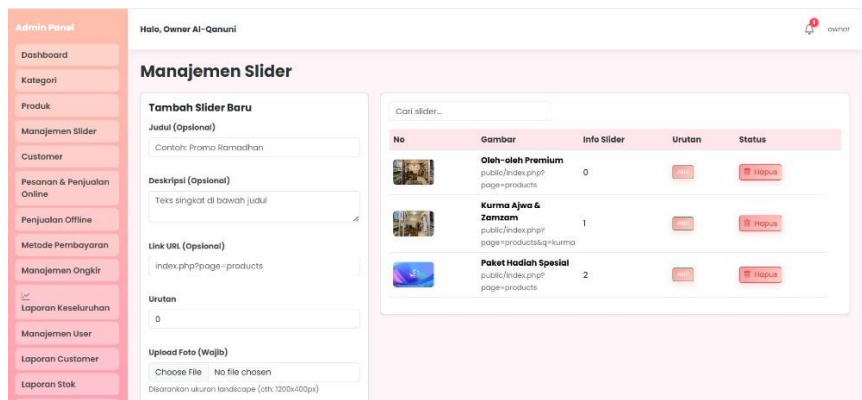 Admin Panel
Dashboard
Kategori
Produk
Manajemen Slider
Customer
Pesanan & Penjualan
Online
Penjualan Offline
Metode Pembayaran
Manajemen Ongkir
Laporan Keseluruhan
Manajemen User
Laporan Customer
Laporan Stok
Halo, Owner Al-Qanuni
1
owner
Manajemen Slider
Tambah Slider Baru
Judul (Opsional)
Contoh: Promo Ramadhan
Deskripsi (Opsional)
Teks singkat di bawah judul
Link URL (Opsional)
index.php?page=products
Urutan
0
Upload Foto (Wajib)
Choose File No file chosen
Disarankan ukuran landscape (cth: 1200x400px)
Cari slider...
No Gambar Info Slider Urutan Status
Oleh-oleh Premium
public/index.php?
page=products
0
Hapus
Kurma Ajwa &
Zamzam
public/index.php?
page=products&q=kurma
1
Hapus
Paket Hadiah Spesial
public/index.php?
page=products
2
Hapus